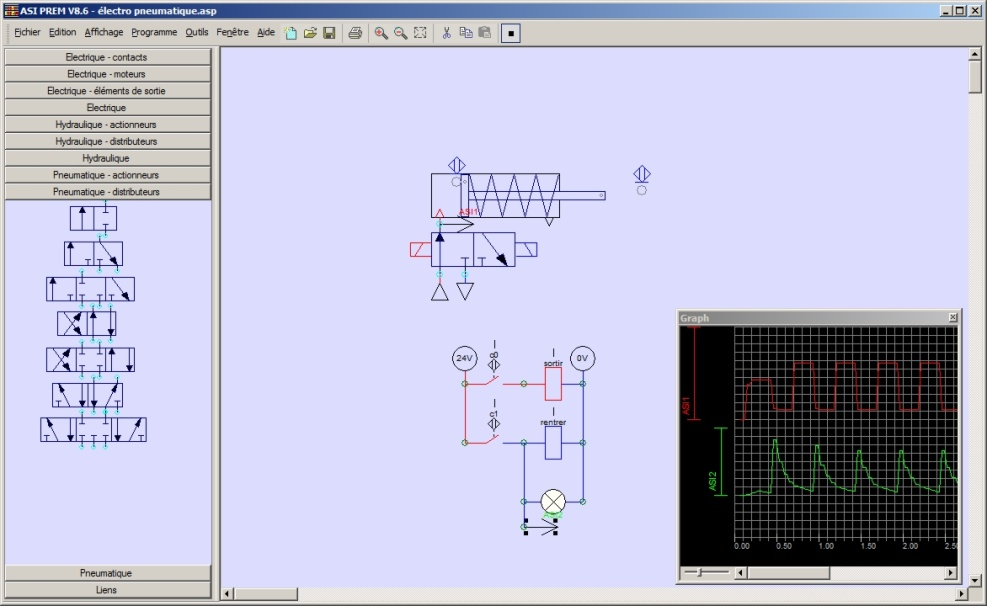 ASI PREM V8.6 - électro pneumatique.asp
Fichier Edition Affichage Programme Outils Fenêtre Aide
Electrique - contacts
Electrique - moteurs
Electrique - éléments de sortie
Electrique
Hydraulique - actionneurs
Hydraulique - distributeurs
Hydraulique
Pneumatique - actionneurs
Pneumatique - distributeurs
ASI1
24V
sortir
0V
c1
rentrer
Graph
ASI1
ASI2
0.00 0.50 1.00 1.50 2.00 2.50
Pneumatique
Liens